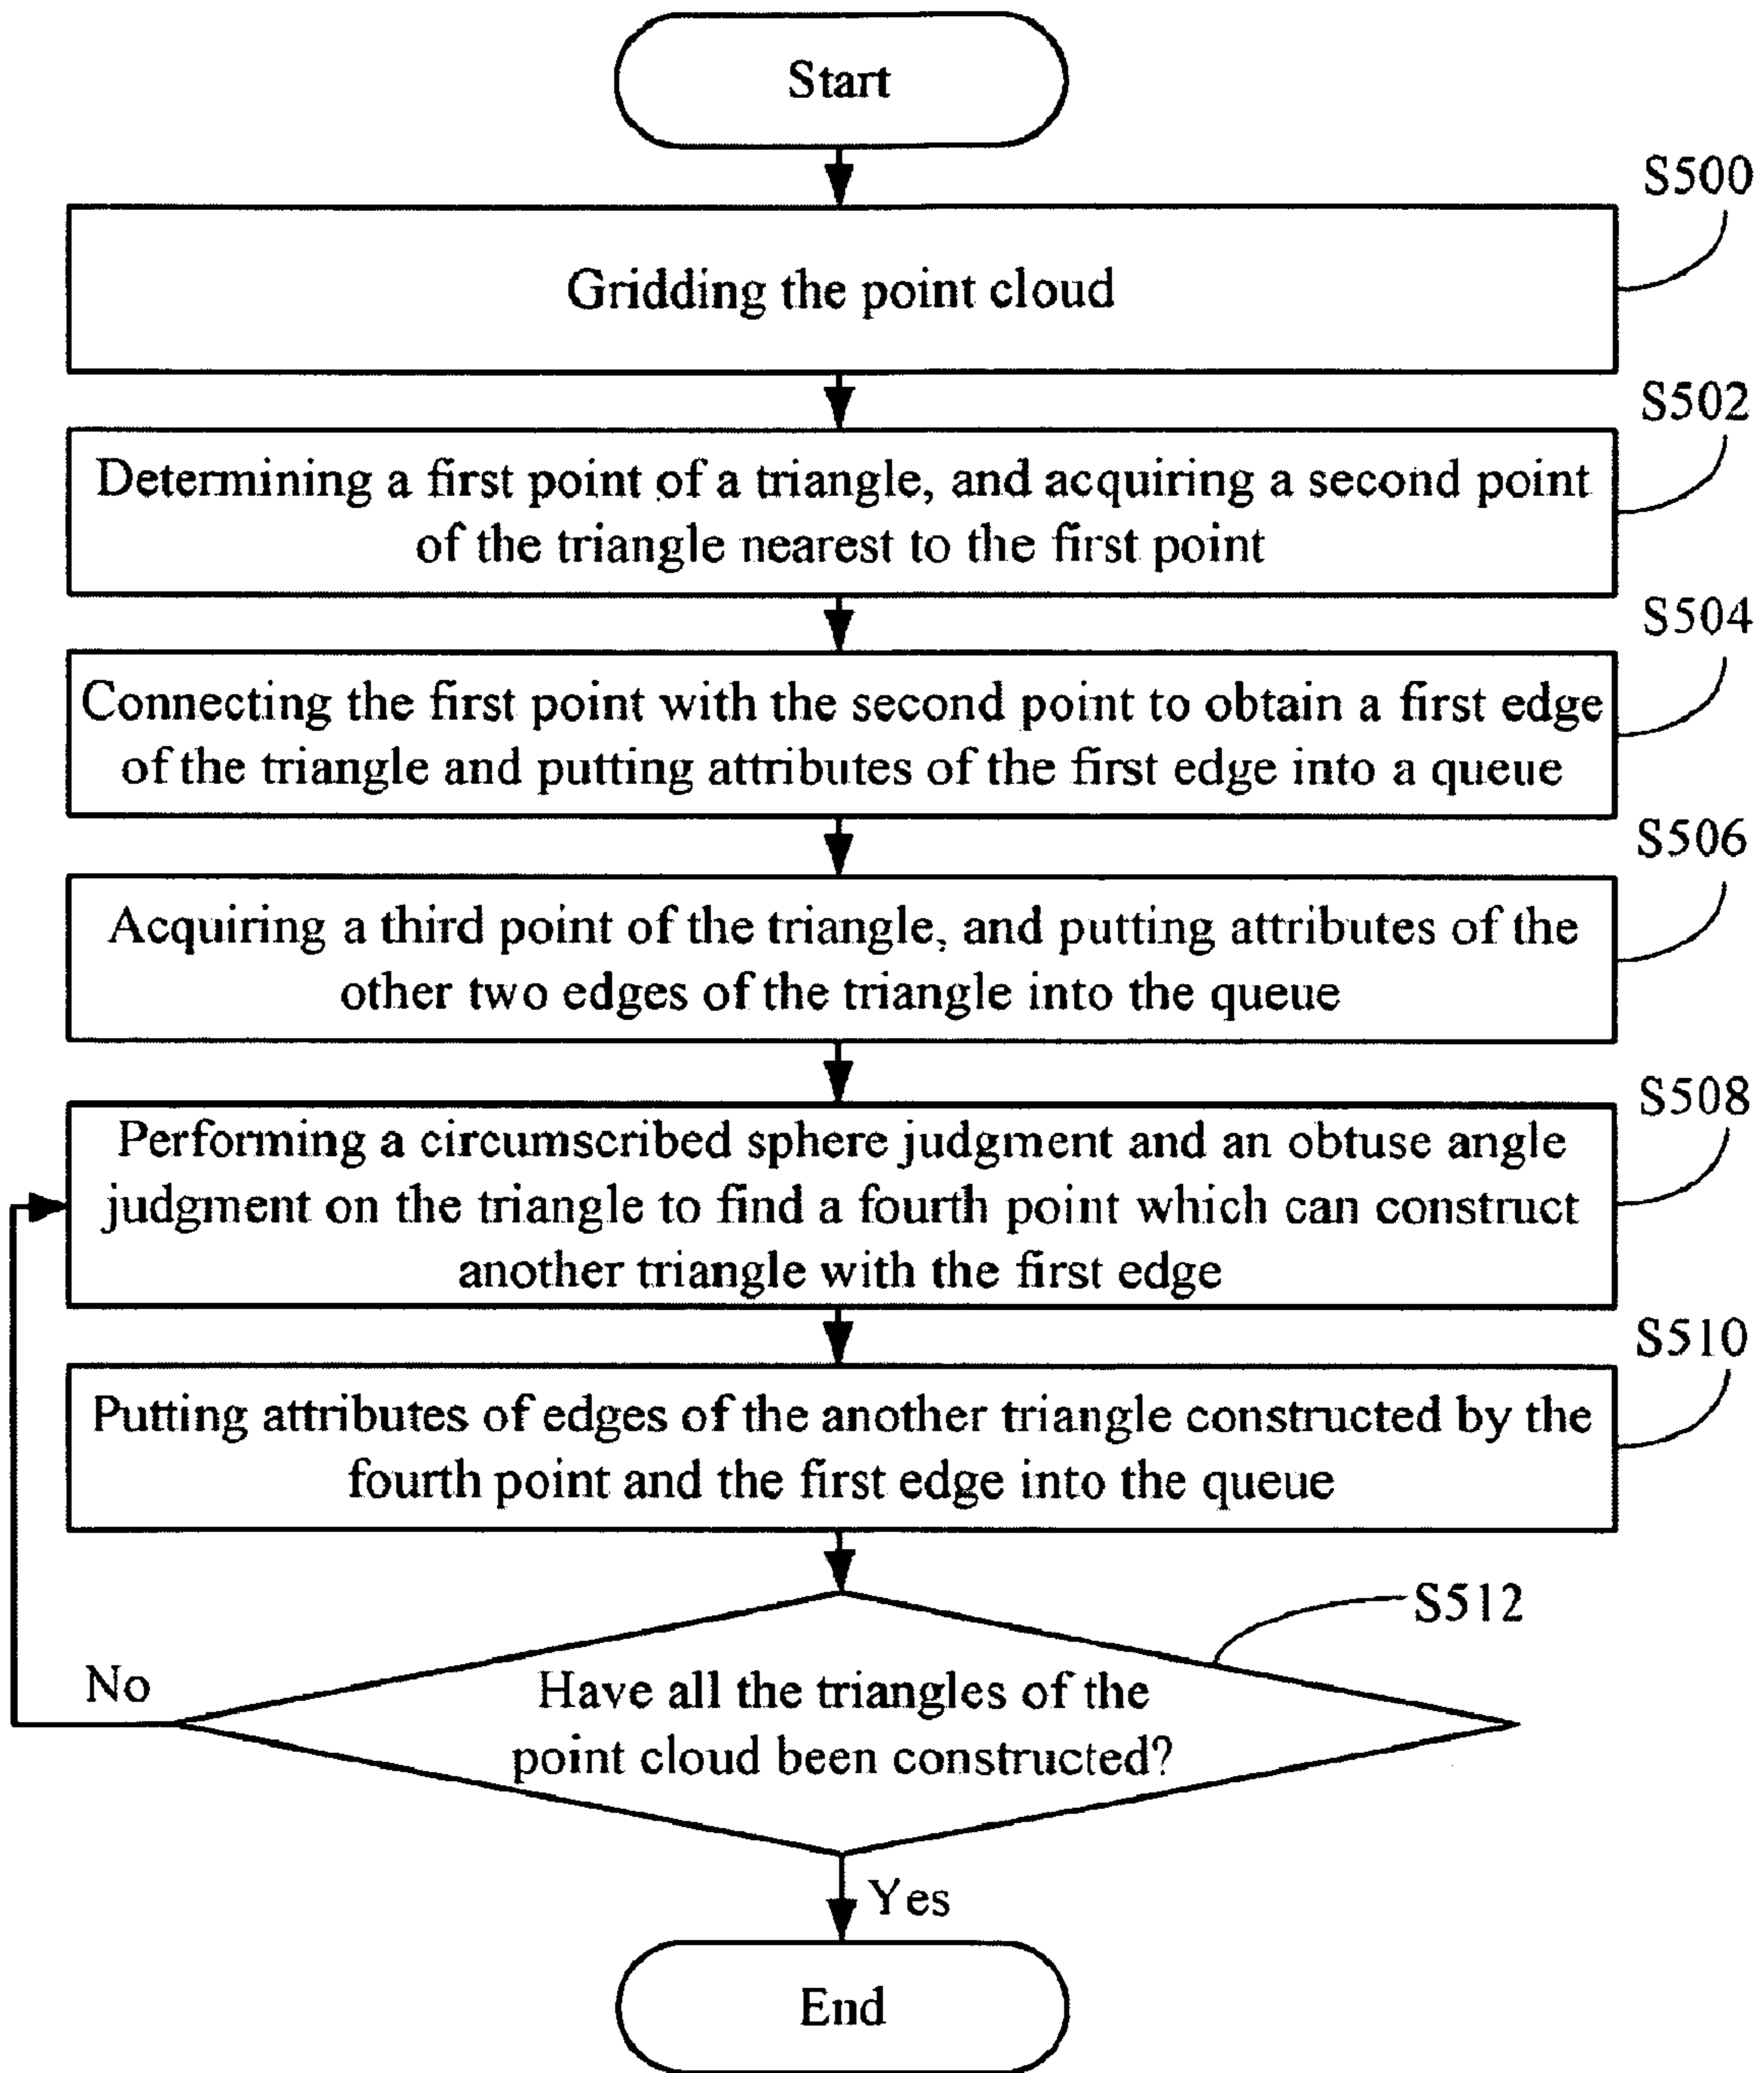 Start
S500
Gridding the point cloud
S502
Determining a first point of a triangle, and acquiring a second point
of the triangle nearest to the first point
S504
Connecting the first point with the second point to obtain a first edge
of the triangle and putting attributes of the first edge into a queue
S506
Acquiring a third point of the triangle, and putting attributes of the
other two edges of the triangle into the queue
S508
Performing a circumscribed sphere judgment and an obtuse angle
judgment on the triangle to find a fourth point which can construct
another triangle with the first edge
S510
Putting attributes of edges of the another triangle constructed by the
fourth point and the first edge into the queue
S512
No
Have all the triangles of the
point cloud been constructed?
Yes
End